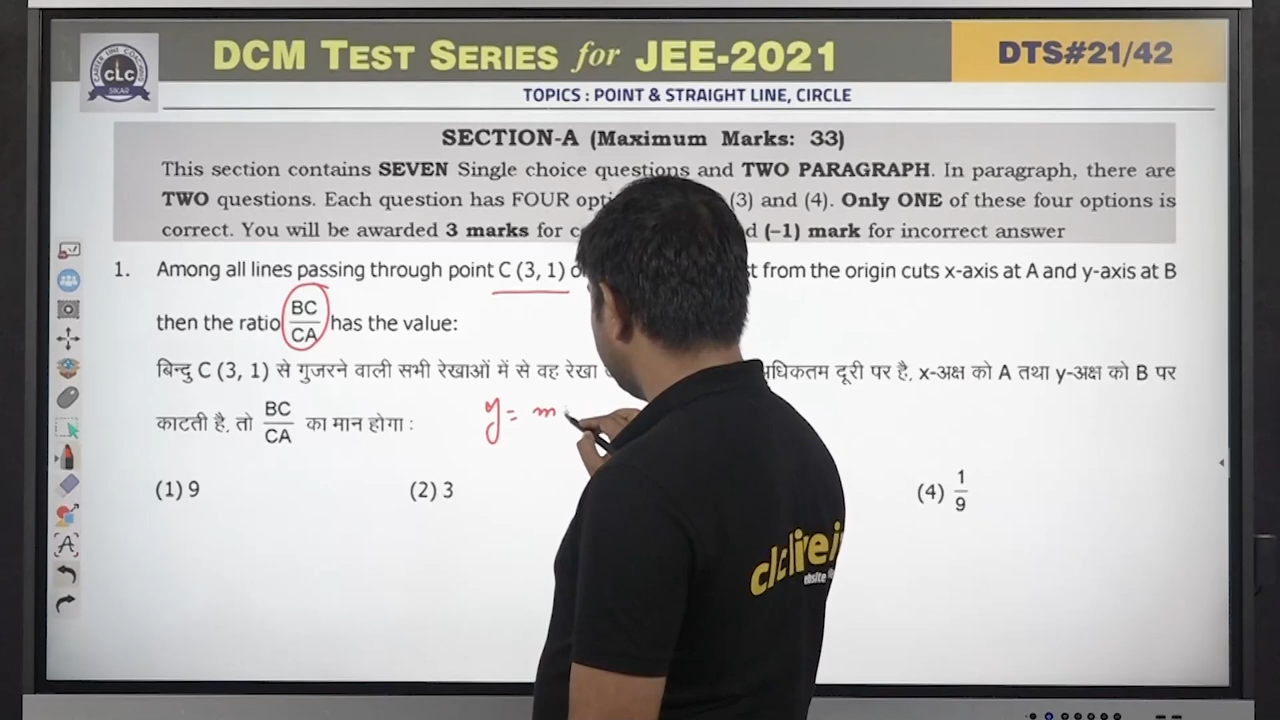 DCM TEST SERIES for JEE-2021
DTS#21/42
CLC
SIKAR
TOPICS : POINT & STRAIGHT LINE, CIRCLE
SECTION-A (Maximum Marks: 33)
This section contains SEVEN Single choice questions and TWO PARAGRAPH. In paragraph, there are
TWO questions. Each question has FOUR (3) and (4). Only ONE of these four options is
correct. You will be awarded 3 marks for (–1) mark for incorrect answer
1. Among all lines passing through point C (3, 1) from the origin cuts x-axis at A and y-axis at B
then the ratio BC/CA has the value:
बिन्दु C (3, 1) से गुजरने वाली सभी रेखाओं में से वह रेखा दूरी पर है, x-अक्ष को A तथा y-अक्ष को B पर
काटती है, तो BC/CA का मान होगा :
y = m
(1) 9 (2) 3 (4) 1/9
clclive.i
ebsite